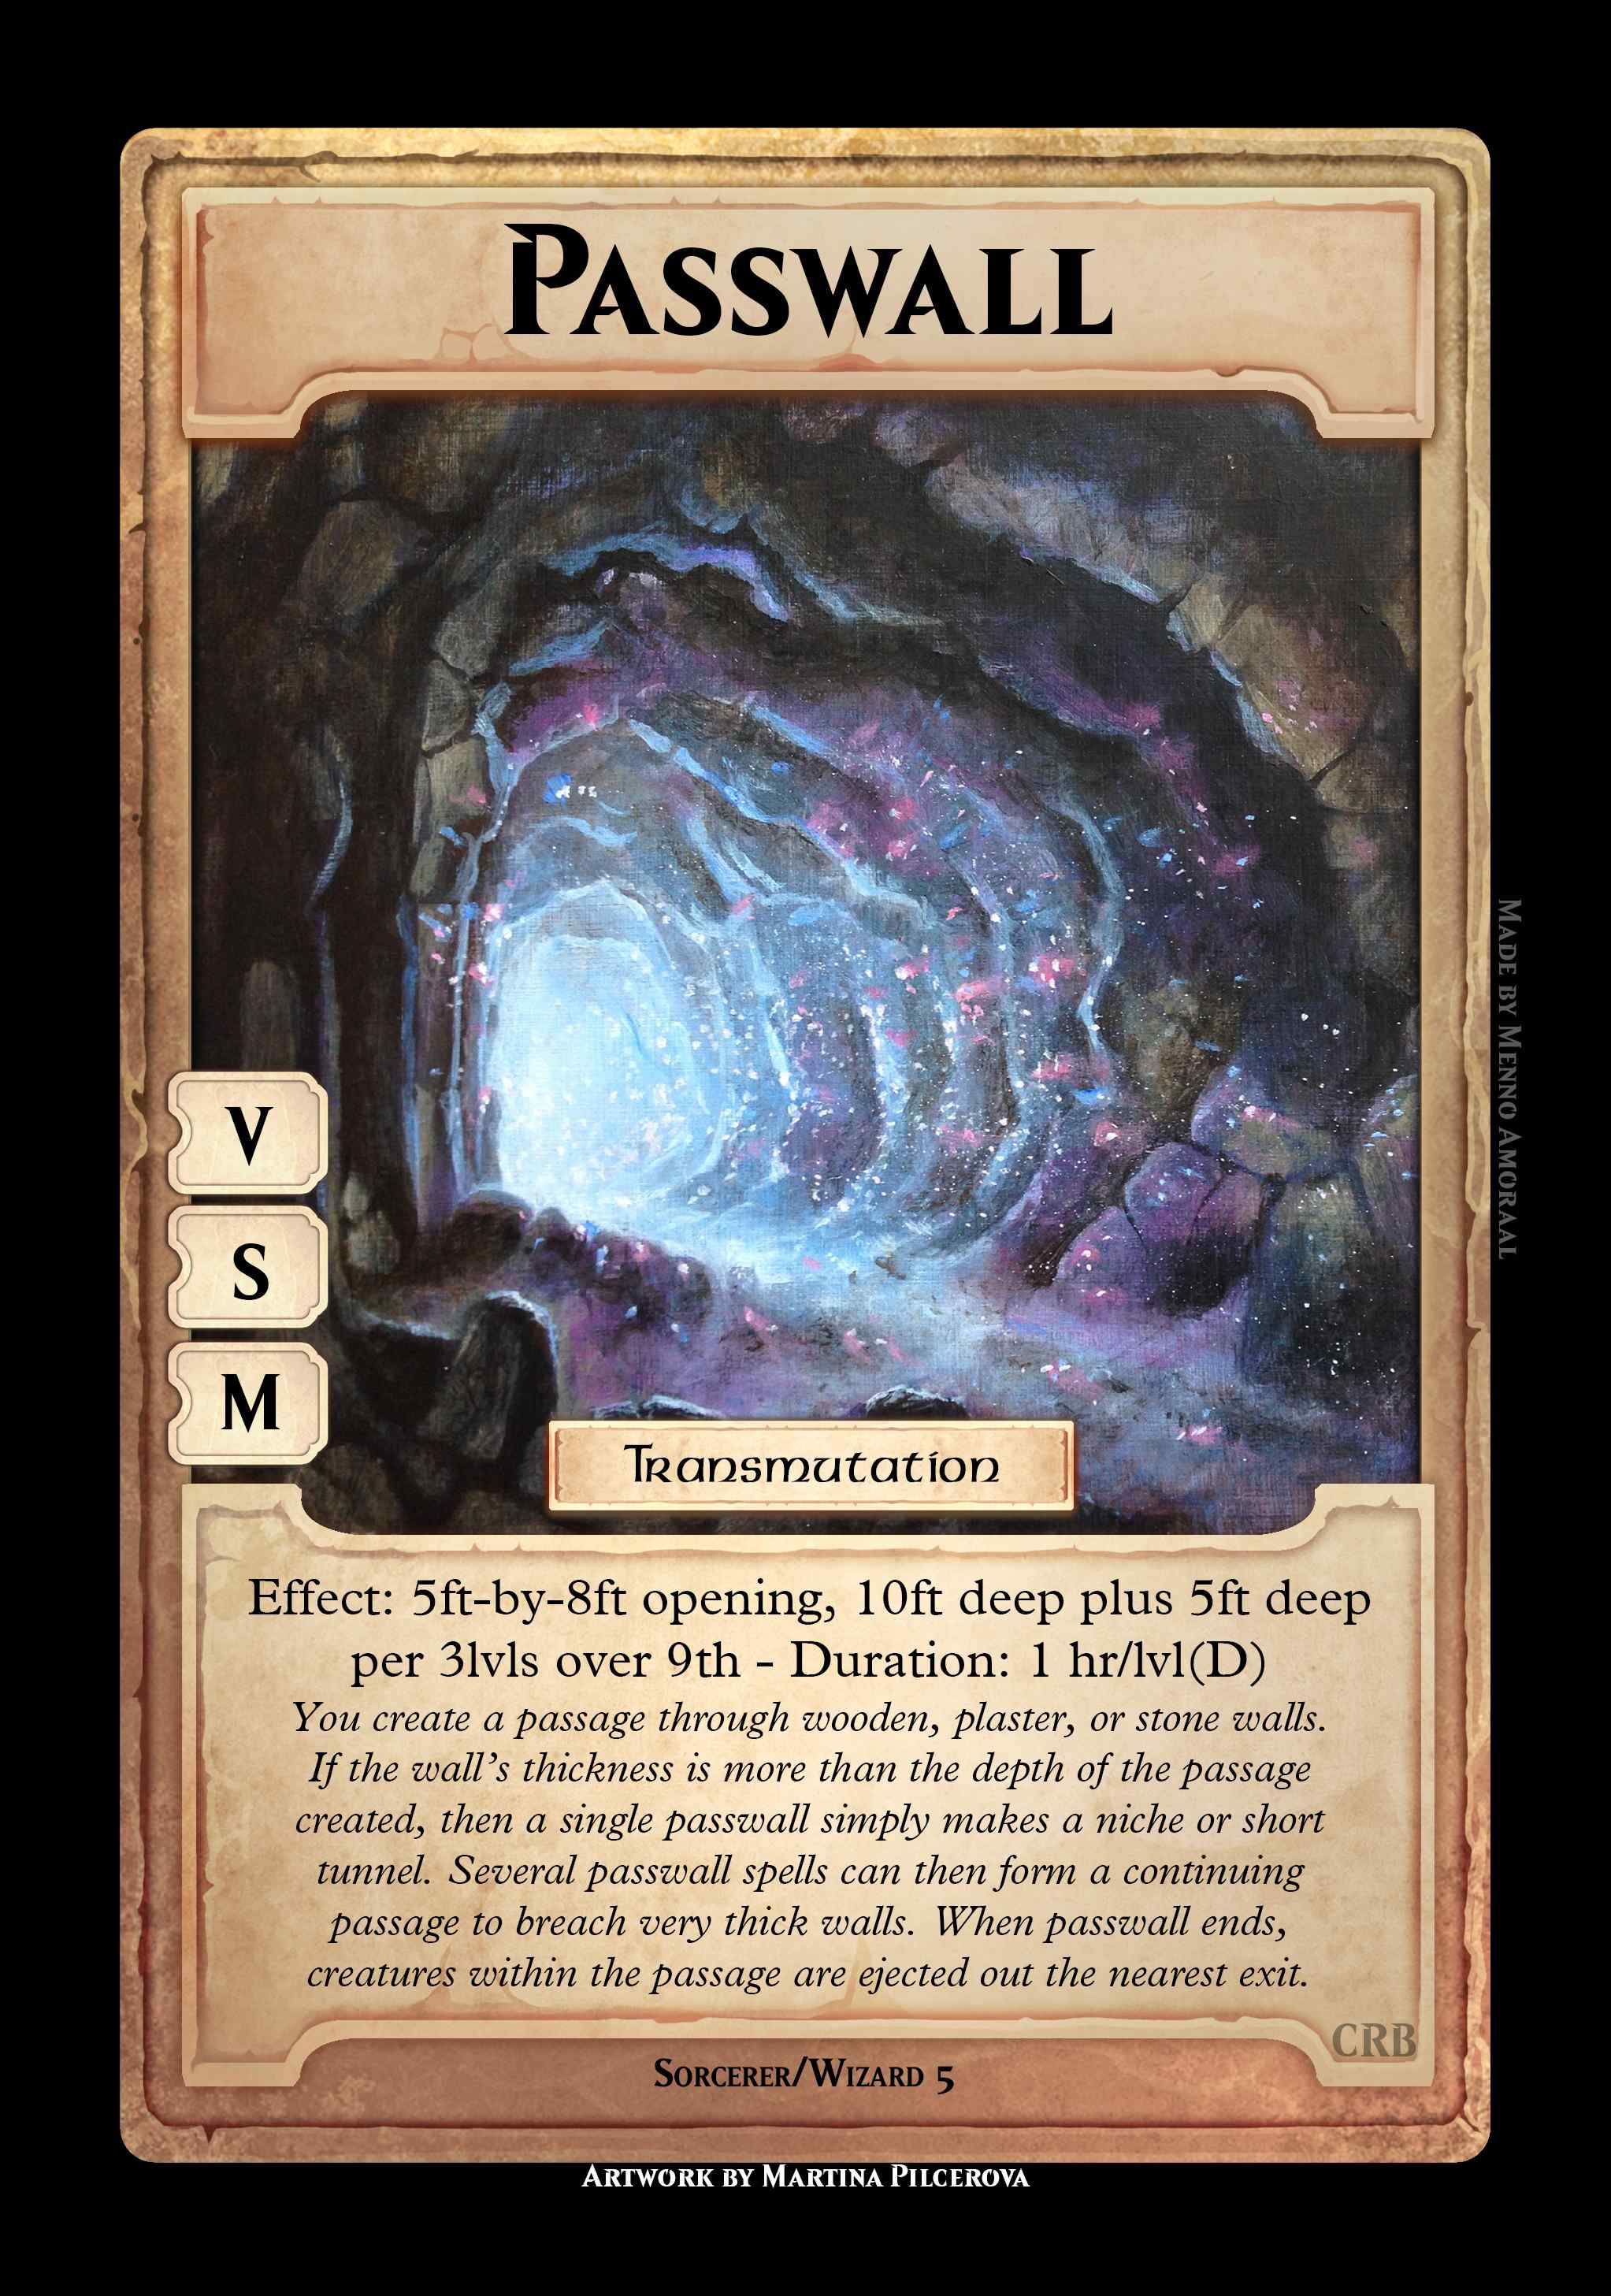 Passwall
V
S
M
Transmutation
Effect: 5ft-by-8ft opening, 10ft deep plus 5ft deep
per 3lvls over 9th - Duration: 1 hr/lvl(D)
You create a passage through wooden, plaster, or stone walls.
If the wall's thickness is more than the depth of the passage
created, then a single passwall simply makes a niche or short
tunnel. Several passwall spells can then form a continuing
passage to breach very thick walls. When passwall ends,
creatures within the passage are ejected out the nearest exit.
CRB
Sorcerer/Wizard 5
Artwork by Martina Pilcerova
Made by Menno Amoraal